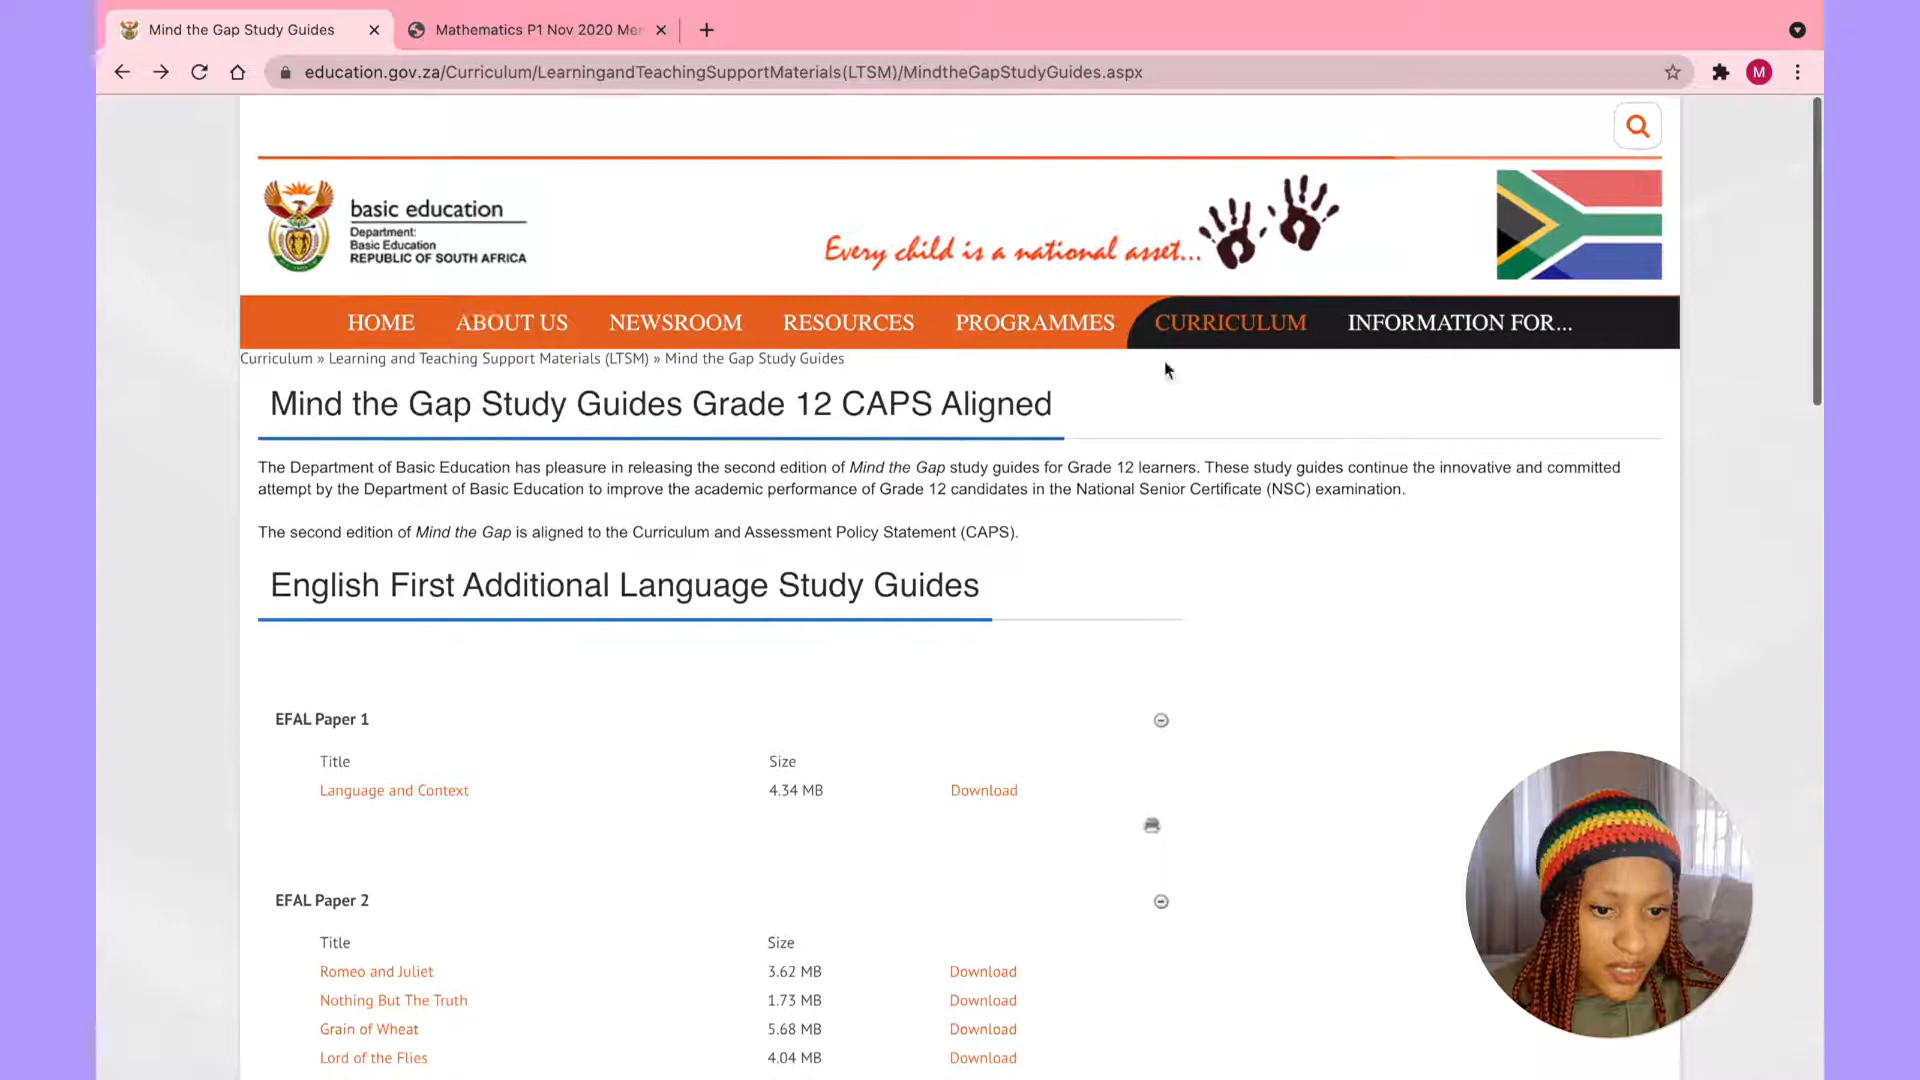 Mind the Gap Study Guides
Mathematics P1 Nov 2020 Me
education.gov.za/Curriculum/LearningandTeachingSupportMaterials(LTSM)/MindtheGapStudyGuides.aspx
M
basic education
Department:
Basic Education
REPUBLIC OF SOUTH AFRICA
Every child is a national asset...
HOME ABOUT US NEWSROOM RESOURCES PROGRAMMES CURRICULUM INFORMATION FOR...
Curriculum » Learning and Teaching Support Materials (LTSM) » Mind the Gap Study Guides
Mind the Gap Study Guides Grade 12 CAPS Aligned
The Department of Basic Education has pleasure in releasing the second edition of Mind the Gap study guides for Grade 12 learners. These study guides continue the innovative and committed
attempt by the Department of Basic Education to improve the academic performance of Grade 12 candidates in the National Senior Certificate (NSC) examination.
The second edition of Mind the Gap is aligned to the Curriculum and Assessment Policy Statement (CAPS).
English First Additional Language Study Guides
EFAL Paper 1
Title Size
Language and Context 4.34 MB Download
EFAL Paper 2
Title Size
Romeo and Juliet 3.62 MB Download
Nothing But The Truth 1.73 MB Download
Grain of Wheat 5.68 MB Download
Lord of the Flies 4.04 MB Download